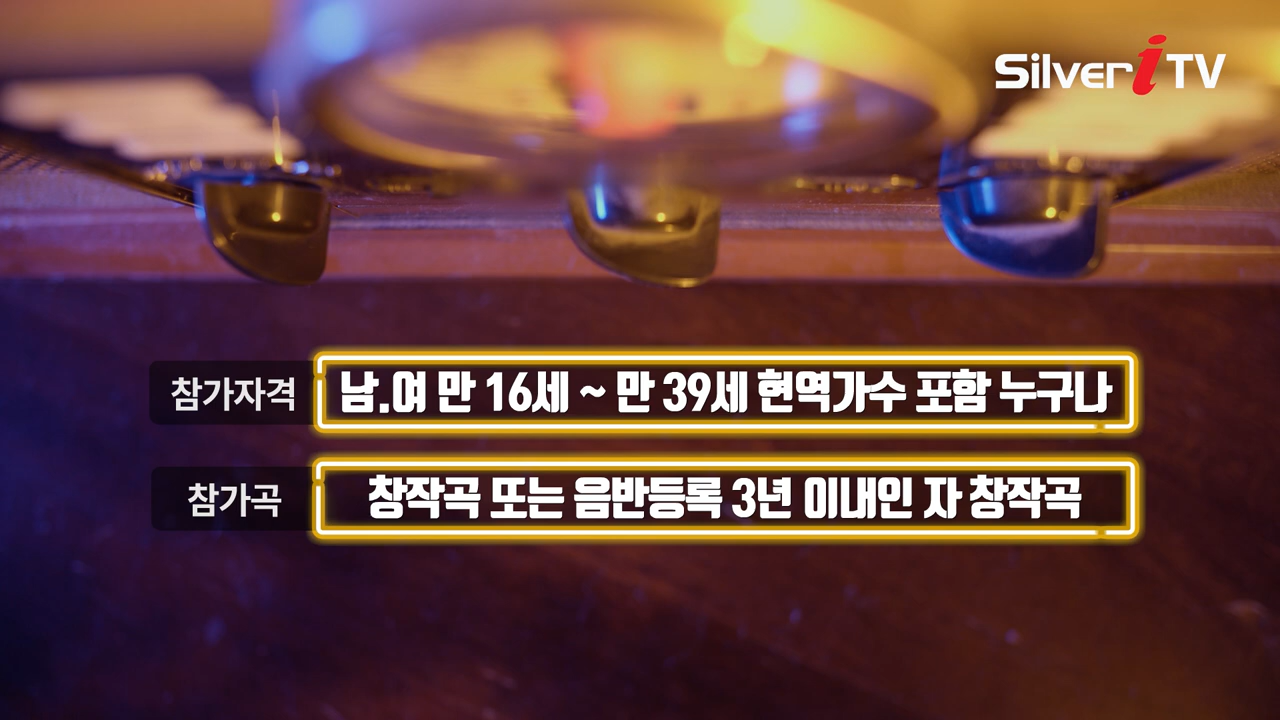 Silver i TV
참가자격
남.여 만 16세 ~ 만 39세 현역가수 포함 누구나
참가곡
창작곡 또는 음반등록 3년 이내인 자 창작곡